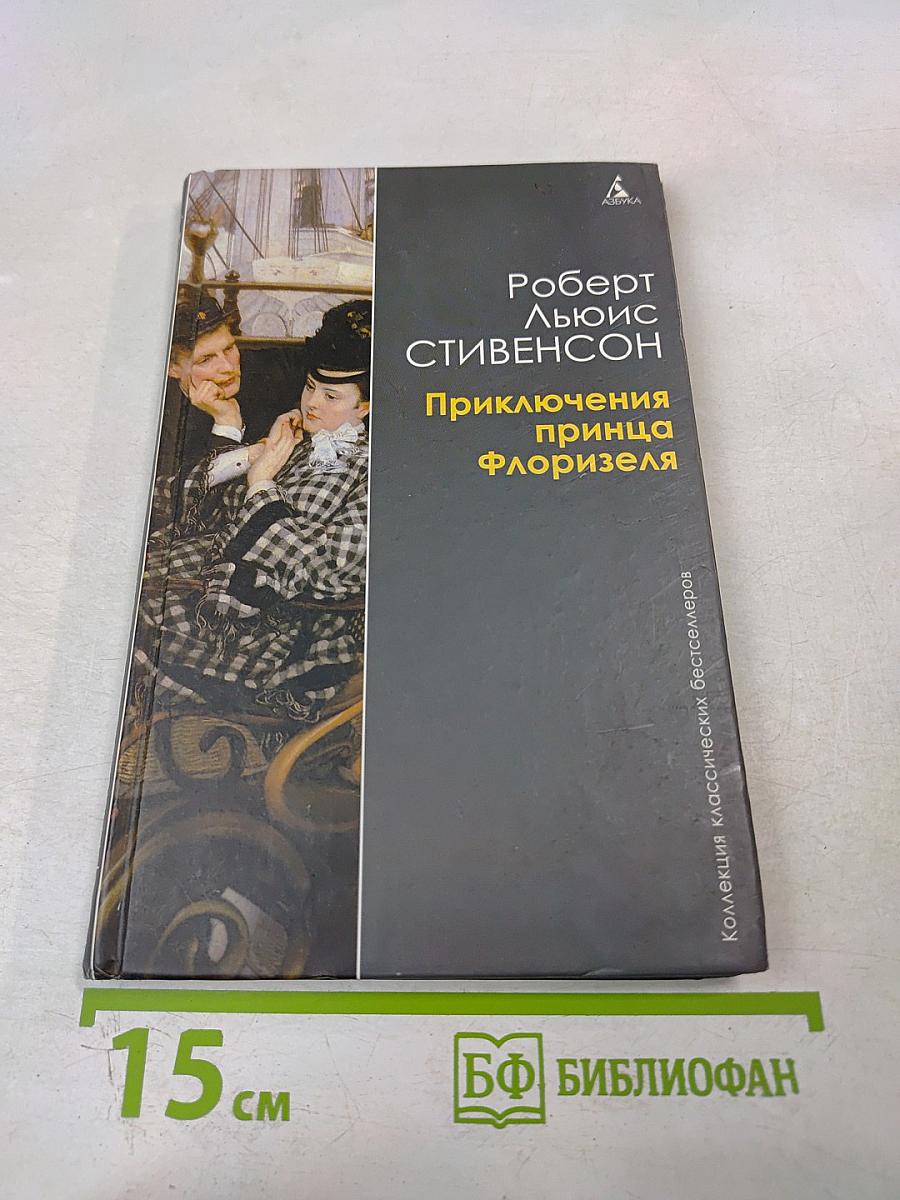 АЗБУКА
Роберт
Льюис
СТИВЕНСОН
Приключения
принца
Флоризеля
Коллекция классических бестселлеров
15 см
БФ БИБЛИОФАН